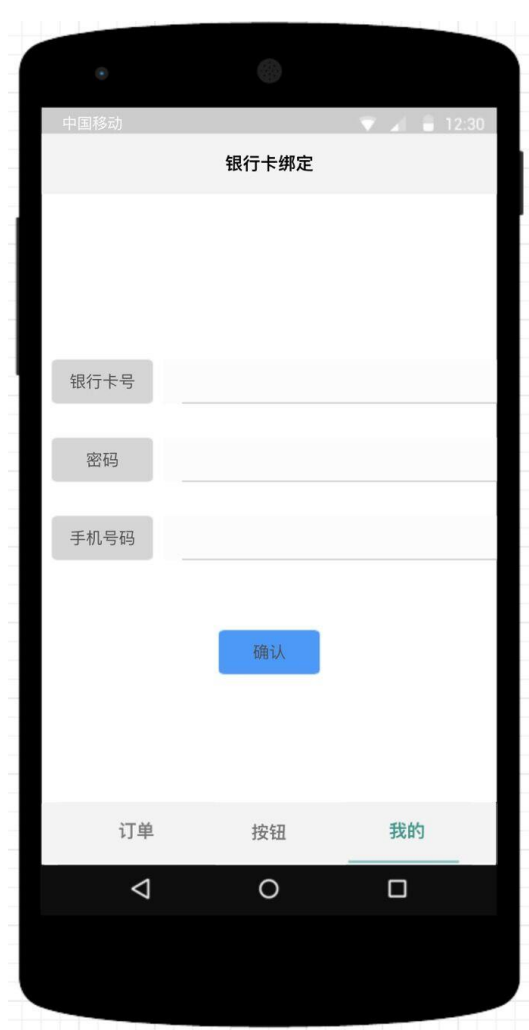 中国移动 12:30
银行卡绑定
银行卡号
密码
手机号码
确认
订单 按钮 我的